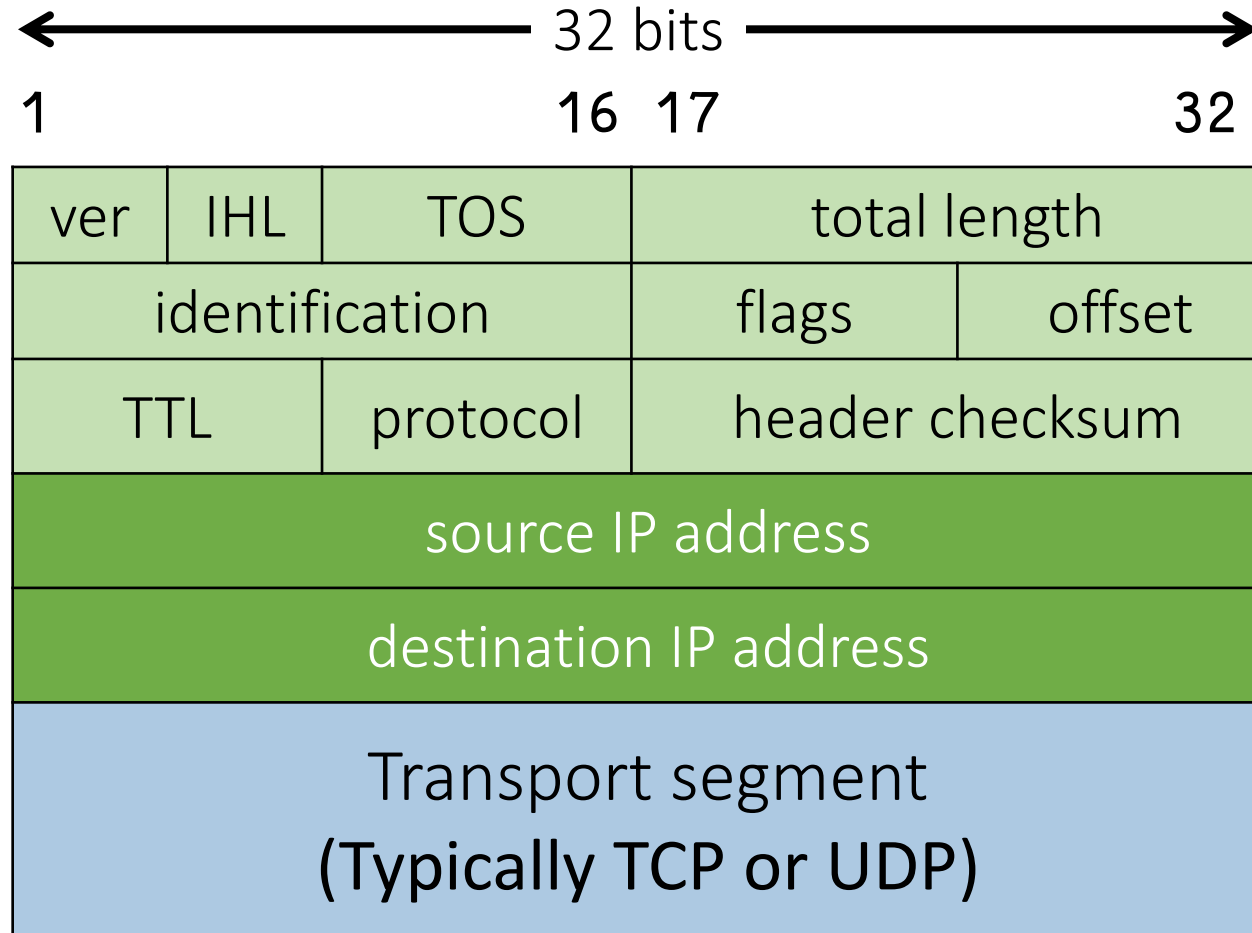 32 bits
1 16 17 32
ver IHL TOS total length
identification flags offset
TTL protocol header checksum
source IP address
destination IP address
Transport segment
(Typically TCP or UDP)